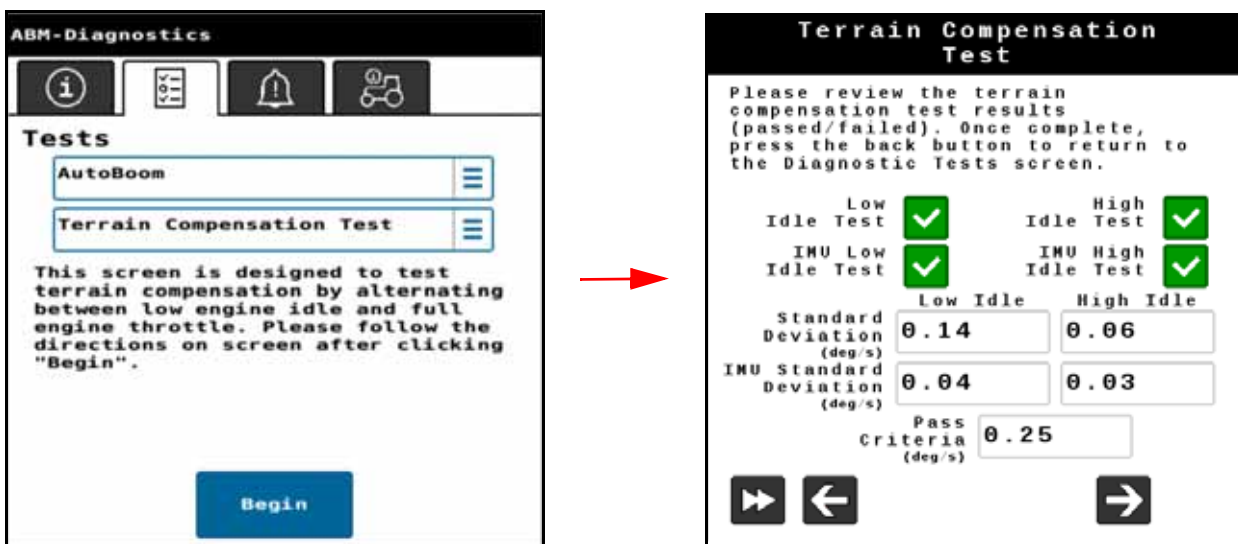 ABM-Diagnostics
Tests
AutoBoom
Terrain Compensation Test
This screen is designed to test
terrain compensation by alternating
between low engine idle and full
engine throttle. Please follow the
directions on screen after clicking
"Begin".
Begin
Terrain Compensation
Test
Please review the terrain
compensation test results
(passed/failed). Once complete,
press the back button to return to
the Diagnostic Tests screen.
Low
Idle Test
High
Idle Test
IMU Low
Idle Test
IMU High
Idle Test
Low Idle
High Idle
Standard
Deviation
(deg/s)
0.14
0.06
IMU Standard
Deviation
(deg/s)
0.04
0.03
Pass
Criteria
(deg/s)
0.25